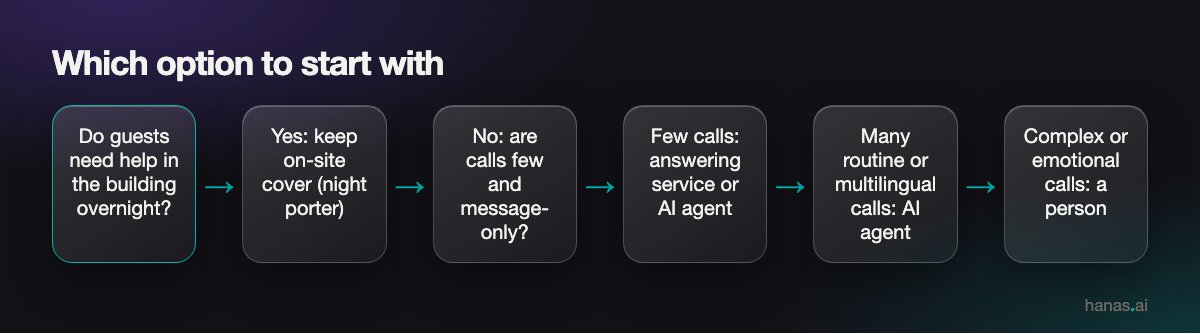 Which option to start with
Do guests
need help in
the building
overnight?
→
Yes: keep
on-site
cover (night
porter)
→
No: are
calls few
and
message-
only?
→
Few calls:
answering
service or
AI agent
→
Many
routine or
multilingual
calls: AI
agent
→
Complex or
emotional
calls: a
person
hanas.ai